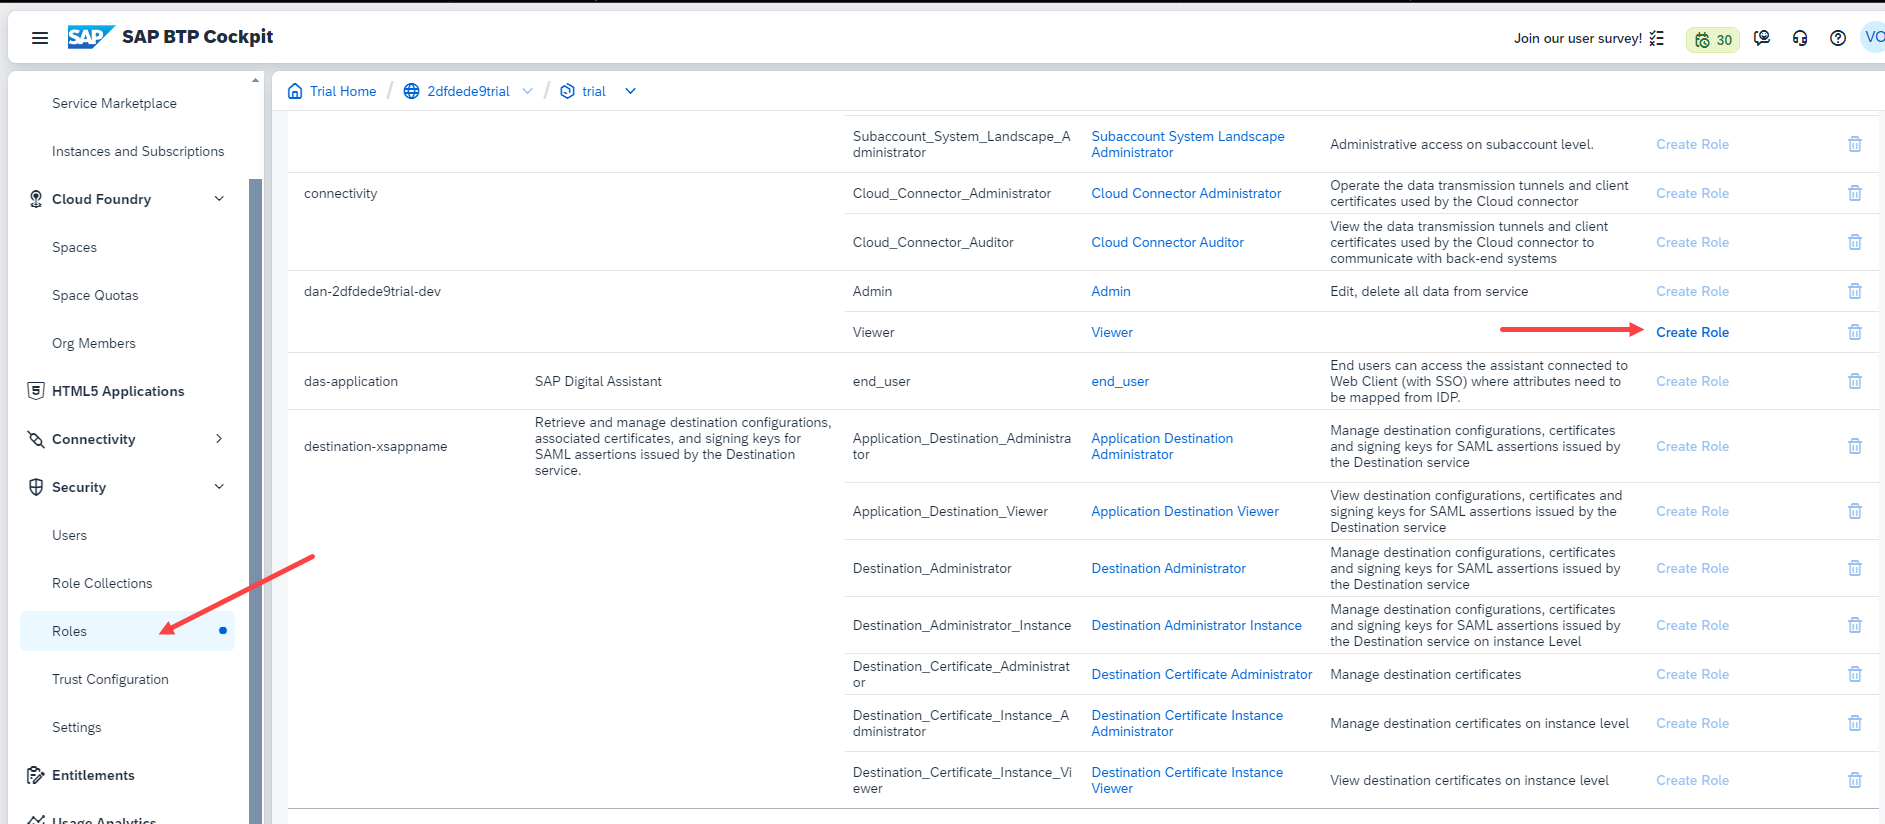 SAP SAP BTP Cockpit
Join our user survey!
30
VO
Service Marketplace
Instances and Subscriptions
Cloud Foundry
Spaces
Space Quotas
Org Members
HTML5 Applications
Connectivity
Security
Users
Role Collections
Roles
Trust Configuration
Settings
Entitlements
Usage Analytics
Trial Home / 2dfdede9trial / trial
Subaccount_System_Landscape_A
dministrator
Subaccount System Landscape
Administrator
Administrative access on subaccount level.
Create Role
connectivity
Cloud_Connector_Administrator
Cloud Connector Administrator
Operate the data transmission tunnels and client
certificates used by the Cloud connector
Create Role
Cloud_Connector_Auditor
Cloud Connector Auditor
View the data transmission tunnels and client
certificates used by the Cloud connector to
communicate with back-end systems
Create Role
dan-2dfdede9trial-dev
Admin
Admin
Edit, delete all data from service
Create Role
Viewer
Viewer
Create Role
das-application
SAP Digital Assistant
end_user
end_user
End users can access the assistant connected to
Web Client (with SSO) where attributes need to
be mapped from IDP.
Create Role
destination-xsappname
Retrieve and manage destination configurations,
associated certificates, and signing keys for
SAML assertions issued by the Destination
service.
Application_Destination_Administra
tor
Application Destination
Administrator
Manage destination configurations, certificates
and signing keys for SAML assertions issued by
the Destination service
Create Role
Application_Destination_Viewer
Application Destination Viewer
View destination configurations, certificates and
signing keys for SAML assertions issued by the
Destination service
Create Role
Destination_Administrator
Destination Administrator
Manage destination configurations, certificates
and signing keys for SAML assertions issued by
the Destination service
Create Role
Destination_Administrator_Instance
Destination Administrator Instance
Manage destination configurations, certificates
and signing keys for SAML assertions issued by
the Destination service on instance Level
Create Role
Destination_Certificate_Administrat
or
Destination Certificate Administrator
Manage destination certificates
Create Role
Destination_Certificate_Instance_A
dministrator
Destination Certificate Instance
Administrator
Manage destination certificates on instance level
Create Role
Destination_Certificate_Instance_Vi
ewer
Destination Certificate Instance
Viewer
View destination certificates on instance level
Create Role